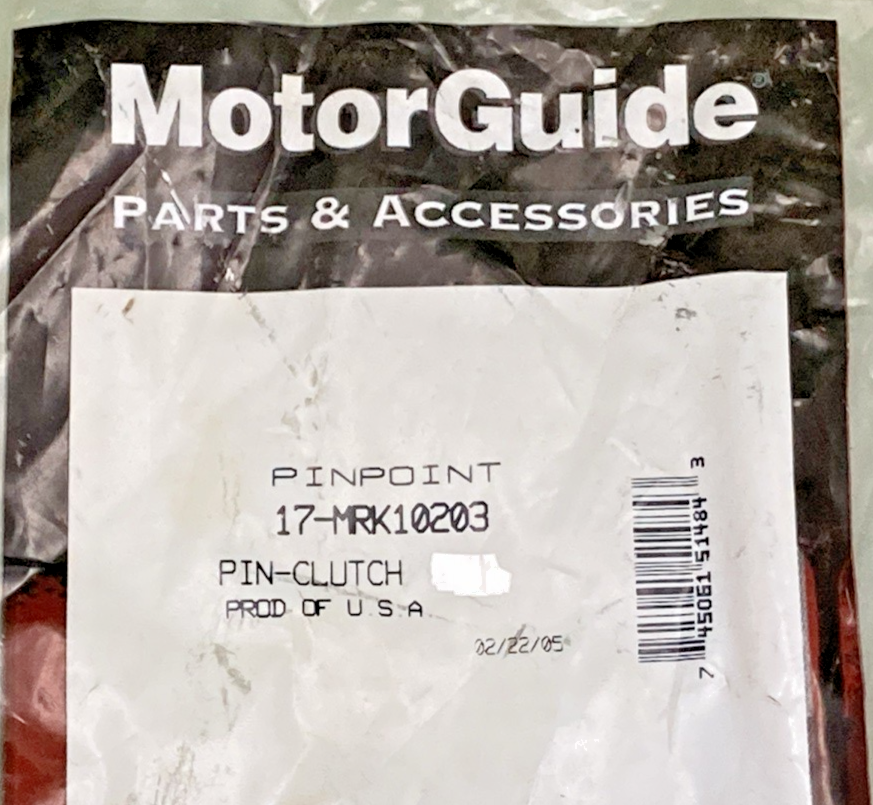 MotorGuide®
PARTS & ACCESSORIES
PINPOINT
17-MRK10203
PIN-CLUTCH
PROD OF U.S.A.
02/22/05
7 45061 51484 3